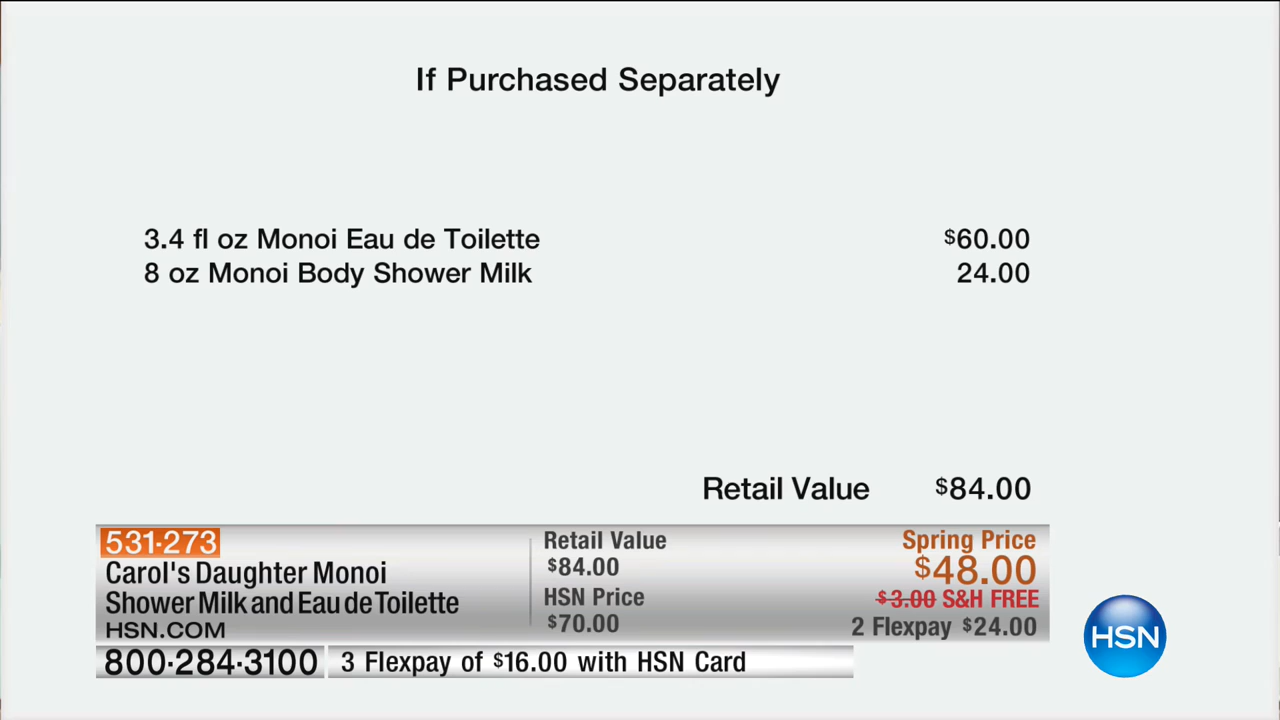 If Purchased Separately
3.4 fl oz Monoi Eau de Toilette $60.00
8 oz Monoi Body Shower Milk 24.00
Retail Value $84.00
531·273
Carol's Daughter Monoi
Shower Milk and Eau de Toilette
HSN.COM
Retail Value
$84.00
HSN Price
$70.00
Spring Price
$48.00
$3.00 S&H FREE
2 Flexpay $24.00
800·284·3100
3 Flexpay of $16.00 with HSN Card
HSN